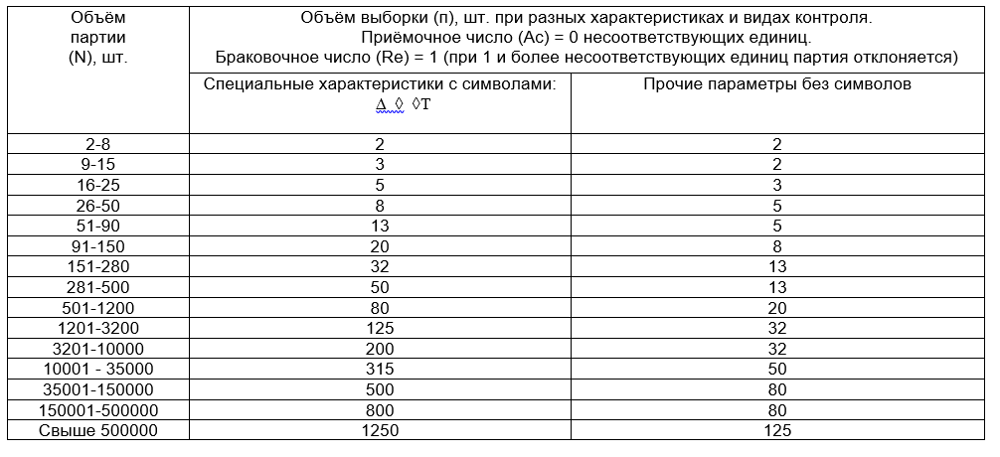 Объём
партии
(N), шт.
Объём выборки (п), шт. при разных характеристиках и видах контроля.
Приёмочное число (Ас) = 0 несоответствующих единиц.
Браковочное число (Re) = 1 (при 1 и более несоответствующих единиц партия отклоняется)
Специальные характеристики с символами:
∆ ◊ ◊Т
Прочие параметры без символов
2-8 2 2
9-15 3 2
16-25 5 3
26-50 8 5
51-90 13 5
91-150 20 8
151-280 32 13
281-500 50 13
501-1200 80 20
1201-3200 125 32
3201-10000 200 32
10001 - 35000 315 50
35001-150000 500 80
150001-500000 800 80
Свыше 500000 1250 125